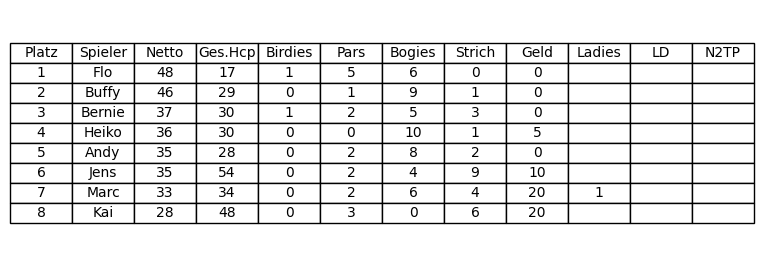 Platz Spieler Netto Ges.Hcp Birdies Pars Bogies Strich Geld Ladies LD N2TP
1 Flo 48 17 1 5 6 0 0
2 Buffy 46 29 0 1 9 1 0
3 Bernie 37 30 1 2 5 3 0
4 Heiko 36 30 0 0 10 1 5
5 Andy 35 28 0 2 8 2 0
6 Jens 35 54 0 2 4 9 10
7 Marc 33 34 0 2 6 4 20 1
8 Kai 28 48 0 3 0 6 20